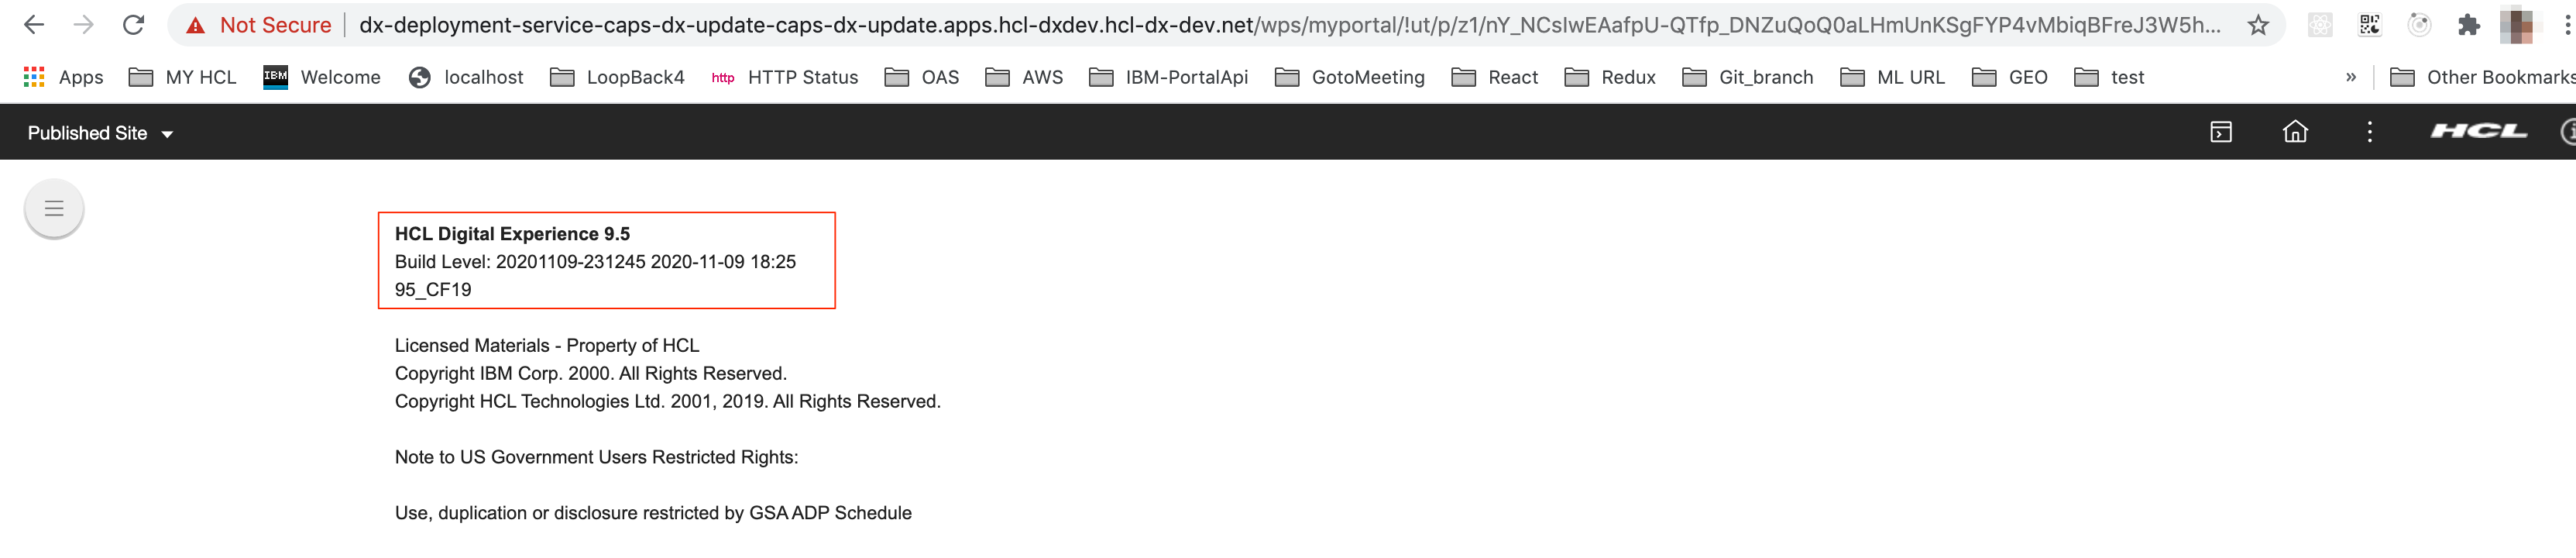 Not Secure dx-deployment-service-caps-dx-update-caps-dx-update.apps.hcl-dxdev.hcl-dx-dev.net/wps/myportal/!ut/p/z1/nY_NCsIwEAafpU-QTfp_DNZuQoQ0aLHmUnKSgFYP4vMbiqBFreJ3W5h...
Apps MY HCL IBM Welcome localhost LoopBack4 http HTTP Status OAS AWS IBM-PortalApi GotoMeeting React Redux Git_branch ML URL GEO test » Other Bookmarks
Published Site HCL
HCL Digital Experience 9.5
Build Level: 20201109-231245 2020-11-09 18:25
95_CF19
Licensed Materials - Property of HCL
Copyright IBM Corp. 2000. All Rights Reserved.
Copyright HCL Technologies Ltd. 2001, 2019. All Rights Reserved.
Note to US Government Users Restricted Rights:
Use, duplication or disclosure restricted by GSA ADP Schedule